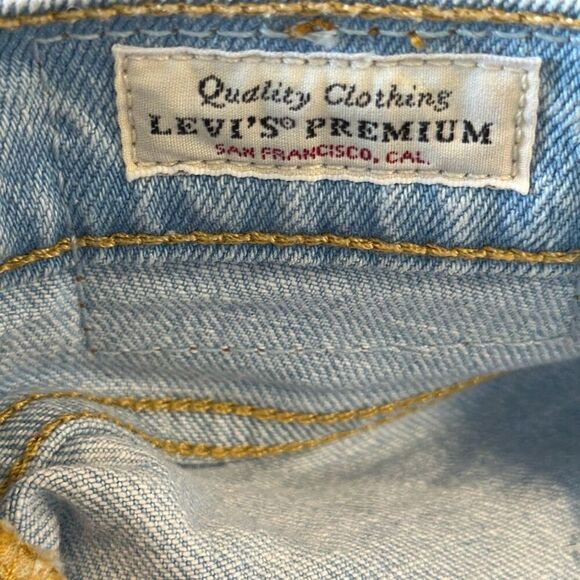 Quality Clothing
LEVI'S® PREMIUM
SAN FRANCISCO, CAL.